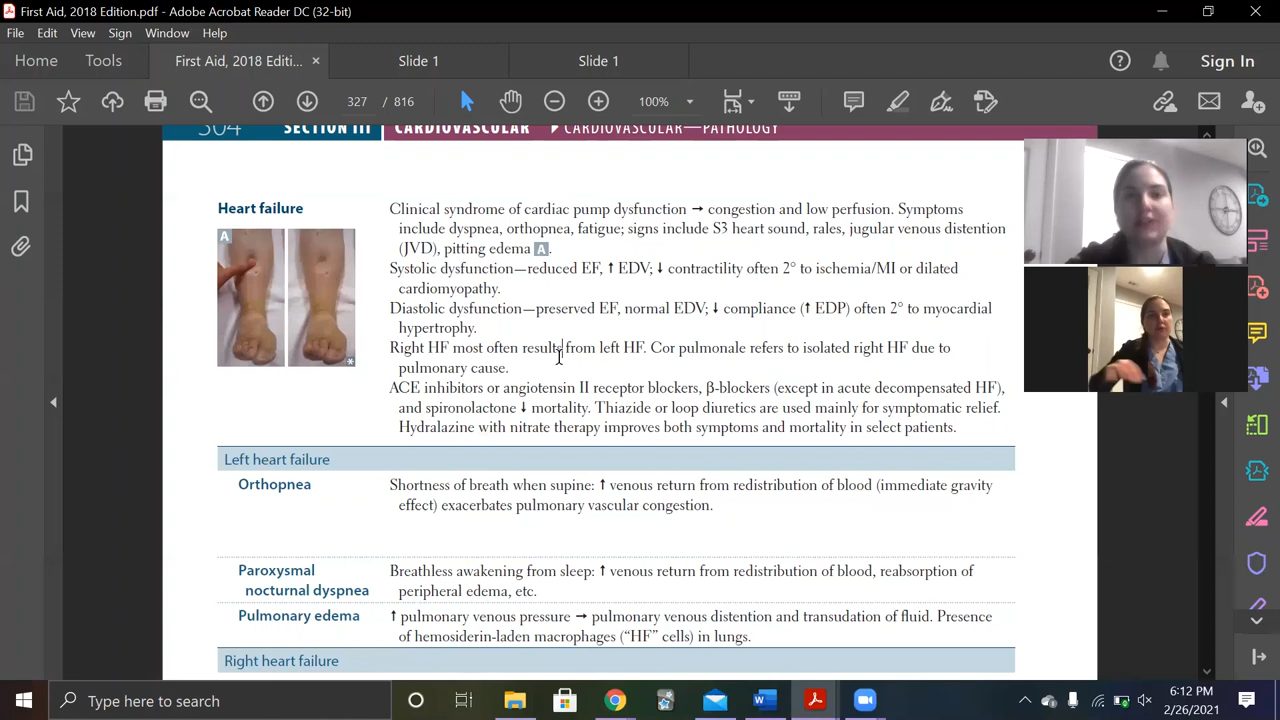 First Aid, 2018 Edition.pdf - Adobe Acrobat Reader DC (32-bit)
File Edit View Sign Window Help
Home Tools First Aid, 2018 Editi... × Slide 1 Slide 1 Sign In
327 / 816 100%
304 SECTION III CARDIOVASCULAR CARDIOVASCULAR—PATHOLOGY
Heart failure
A
Clinical syndrome of cardiac pump dysfunction → congestion and low perfusion. Symptoms
include dyspnea, orthopnea, fatigue; signs include S3 heart sound, rales, jugular venous distention
(JVD), pitting edema A.
Systolic dysfunction—reduced EF, ↑ EDV; ↓ contractility often 2° to ischemia/MI or dilated
cardiomyopathy.
Diastolic dysfunction—preserved EF, normal EDV; ↓ compliance (↑ EDP) often 2° to myocardial
hypertrophy.
Right HF most often results from left HF. Cor pulmonale refers to isolated right HF due to
pulmonary cause.
ACE inhibitors or angiotensin II receptor blockers, β-blockers (except in acute decompensated HF),
and spironolactone ↓ mortality. Thiazide or loop diuretics are used mainly for symptomatic relief.
Hydralazine with nitrate therapy improves both symptoms and mortality in select patients.
Left heart failure
Orthopnea
Shortness of breath when supine: ↑ venous return from redistribution of blood (immediate gravity
effect) exacerbates pulmonary vascular congestion.
Paroxysmal
nocturnal dyspnea
Breathless awakening from sleep: ↑ venous return from redistribution of blood, reabsorption of
peripheral edema, etc.
Pulmonary edema
↑ pulmonary venous pressure → pulmonary venous distention and transudation of fluid. Presence
of hemosiderin-laden macrophages (“HF” cells) in lungs.
Right heart failure
Type here to search
6:12 PM
2/26/2021